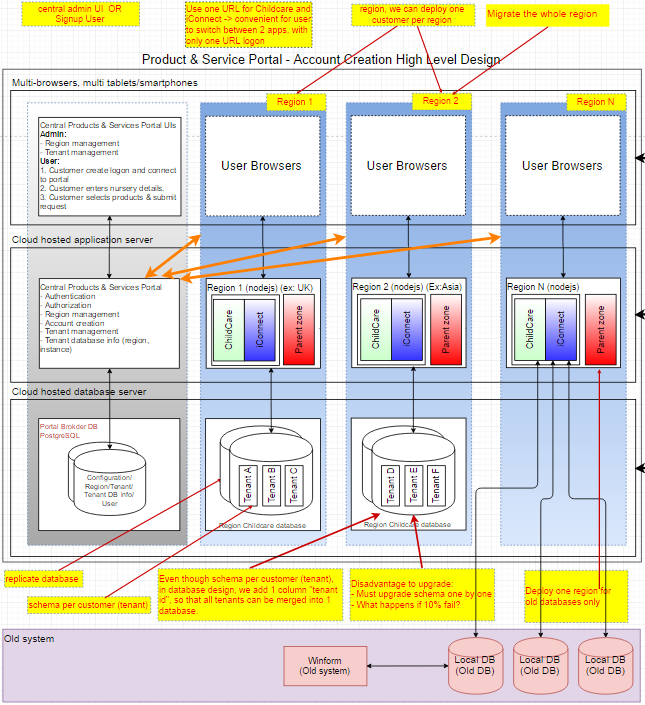 central admin UI OR
Signup User
Use one URL for Childcare and
iConnect -> convenient for user
to switch between 2 apps, with
only one URL logon
region, we can deploy one
customer per region
Migrate the whole region
Product & Service Portal - Account Creation High Level Design
Multi-browsers, multi tablets/smartphones
Region 1
Region 2
Region N
Central Products & Services Portal UIs
Admin:
- Region management
- Tenant management
User:
1. Customer create logon and connect
to portal
2. Customer enters nursery details.
3. Customer selects products & submit
request
User Browsers
User Browsers
User Browsers
Cloud hosted application server
Central Products & Services Portal
- Authentication
- Authorization
- Region management
- Account creation
- Tenant management
- Tenant database info (region,
instance)
Region 1 (nodejs) (ex: UK)
ChildCare
iConnect
Parent zone
Region 2 (nodejs) (Ex:Asia)
ChildCare
iConnect
Parent zone
Region N (nodejs)
ChildCare
iConnect
Parent zone
Cloud hosted database server
Portal Brokder DB
PostgreSQL
Configuration/
Region/Tenant/
Tenant DB info/
User
Tenant A
Tenant B
Tenant C
Region Childcare database
Tenant D
Tenant E
Tenant F
Region Childcare database
replicate database
schema per customer (tenant)
Even though schema per customer (tenant),
in database design, we add 1 column "tenant
id", so that all tenants can be merged into 1
database.
Disadvantage to upgrade:
- Must upgrade schema one by one
- What happens if 10% fail?
Deploy one region for
old databases only
Old system
Winform
(Old system)
Local DB
(Old DB)
Local DB
(Old DB)
Local DB
(Old DB)